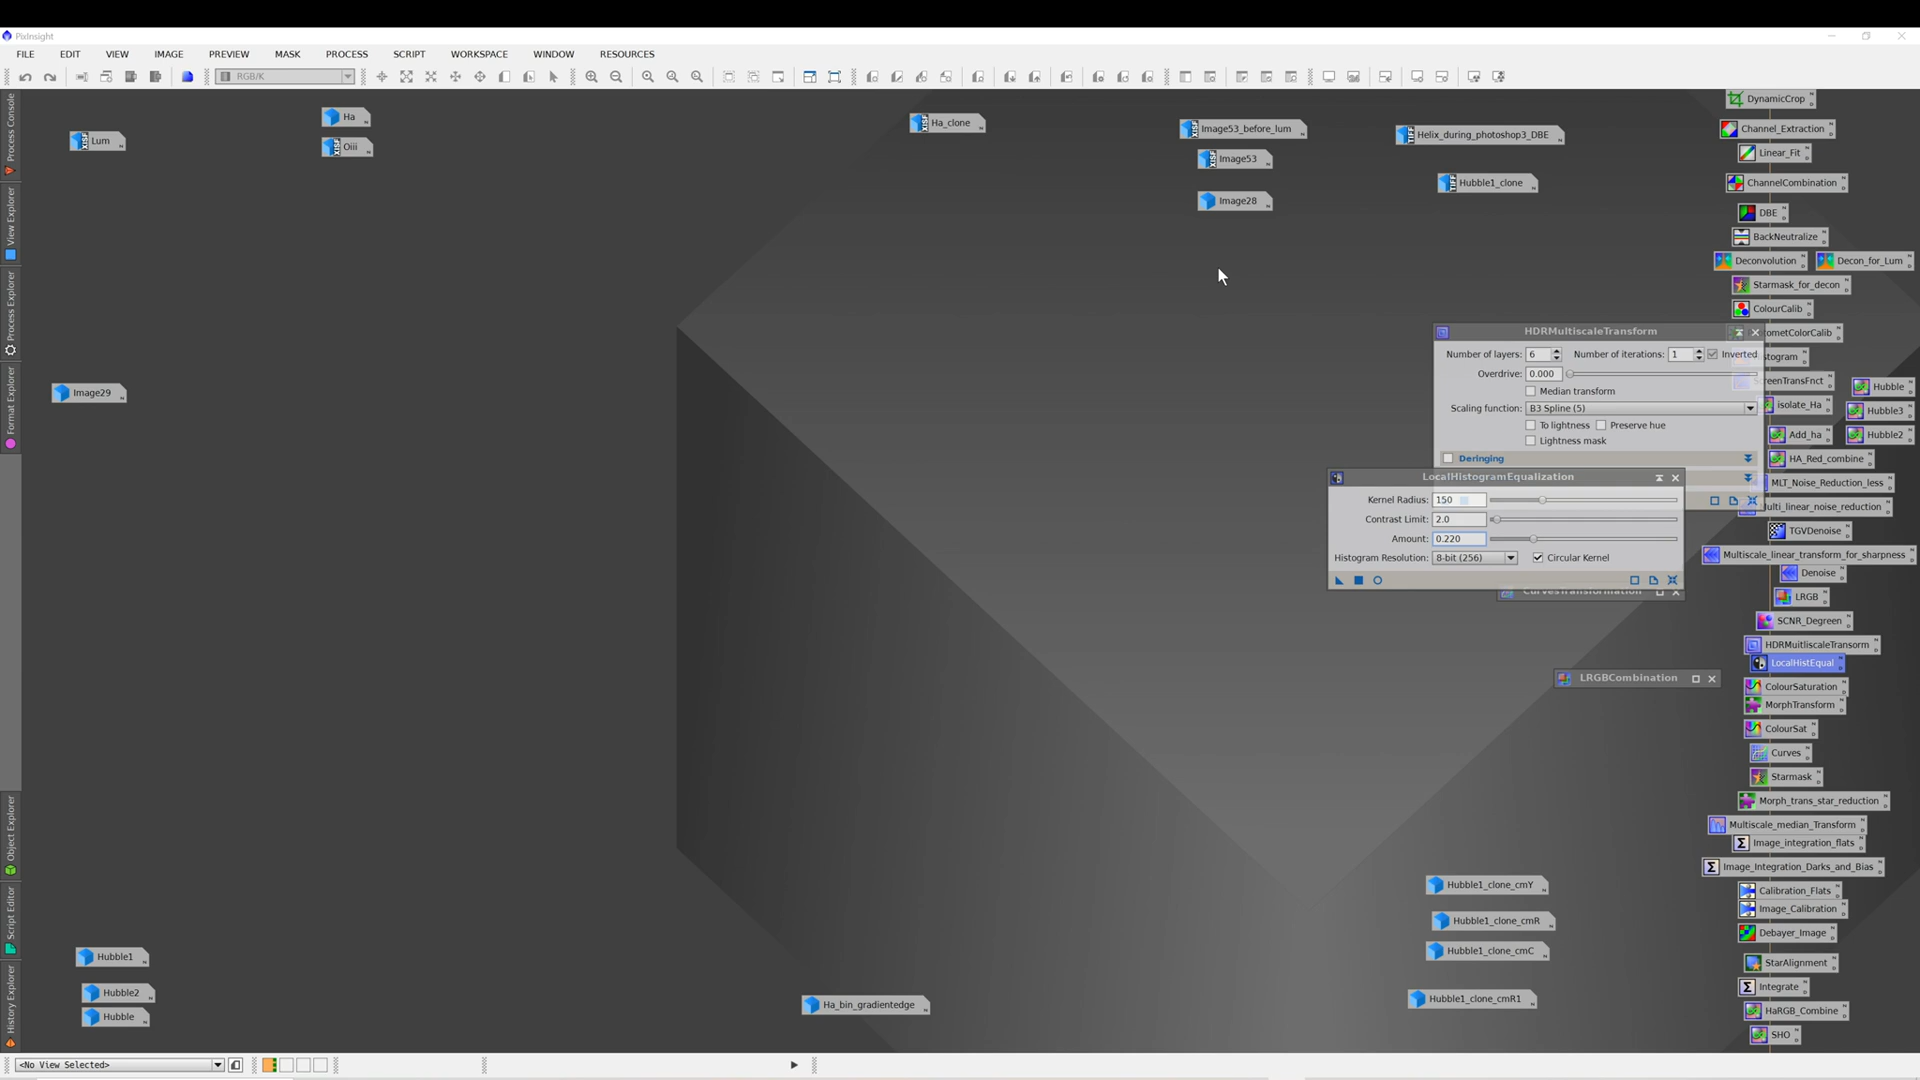 PixInsight
FILE EDIT VIEW IMAGE PREVIEW MASK PROCESS SCRIPT WORKSPACE WINDOW RESOURCES
RGB/K
Process Console
View Explorer
Process Explorer
Format Explorer
Object Explorer
Script Editor
History Explorer
Lum
Ha
Oiii
Ha_clone
Image53_before_lum
Image53
Image28
Helix_during_photoshop3_DBE
Hubble1_clone
Image29
Hubble1
Hubble2
Hubble
Ha_bin_gradientedge
Hubble1_clone_cmY
Hubble1_clone_cmR
Hubble1_clone_cmC
Hubble1_clone_cmR1
HDRMultiscaleTransform
Number of layers: 6 Number of iterations: 1 Inverted
Overdrive: 0.000
Median transform
Scaling function: B3 Spline (5)
To lightness Preserve hue
Lightness mask
Deringing
LocalHistogramEqualization
Kernel Radius: 150
Contrast Limit: 2.0
Amount: 0.220
Histogram Resolution: 8-bit (256) Circular Kernel
CurvesTransformation
LRGBCombination
DynamicCrop
Channel_Extraction
Linear_Fit
ChannelCombination
DBE
BackNeutralize
Deconvolution Decon_for_Lum
Starmask_for_decon
ColourCalib
ometColorCalib
togram
ScreenTransFnct
Hubble
isolate_Ha
Hubble3
Add_ha
Hubble2
HA_Red_combine
MLT_Noise_Reduction_less
ulti_linear_noise_reduction
TGVDenoise
Multiscale_linear_transform_for_sharpness
Denoise
LRGB
SCNR_Degreen
HDRMuitliscaleTransorm
LocalHistEqual
ColourSaturation
MorphTransform
ColourSat
Curves
Starmask
Morph_trans_star_reduction
Multiscale_median_Transform
Image_integration_flats
Image_Integration_Darks_and_Bias
Calibration_Flats
Image_Calibration
Debayer_Image
StarAlignment
Integrate
HaRGB_Combine
SHO
<No View Selected>